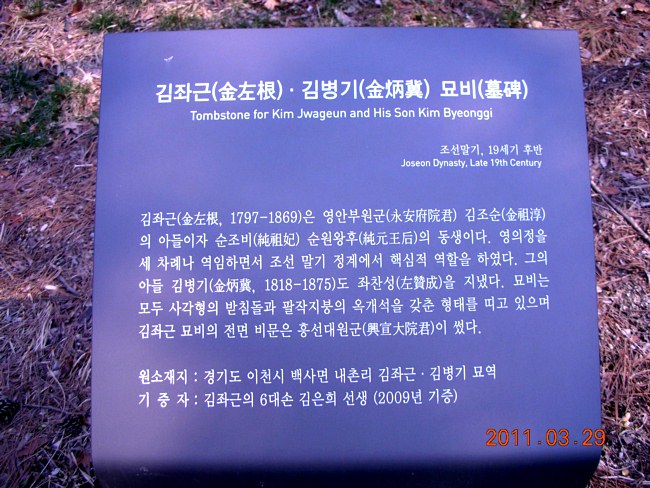 김좌근(金左根)·김병기(金炳冀) 묘비(墓碑)
Tombstone for Kim Jwageun and His Son Kim Byeonggi
조선말기, 19세기 후반
Joseon Dynasty, Late 19th Century
김좌근(金左根, 1797-1869)은 영안부원군(永安府院君) 김조순(金祖淳)
의 아들이자 순조비(純祖妃) 순원왕후(純元王后)의 동생이다. 영의정을
세 차례나 역임하면서 조선 말기 정계에서 핵심적 역할을 하였다. 그의
아들 김병기(金炳冀, 1818-1875)도 좌찬성(左贊成)을 지냈다. 묘비는
모두 사각형의 받침돌과 팔작지붕의 옥개석을 갖춘 형태를 띠고 있으며
김좌근 묘비의 전면 비문은 흥선대원군(興宣大院君)이 썼다.
원소재지 : 경기도 이천시 백사면 내촌리 김좌근·김병기 묘역
기 증 자 : 김좌근의 6대손 김은희 선생 (2009년 기증)
2011.03.29